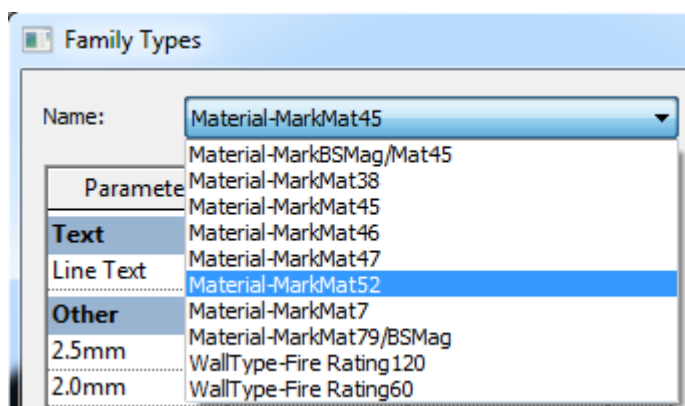 Family Types
Name:
Material-MarkMat45
Material-MarkBSMag/Mat45
Material-MarkMat38
Material-MarkMat45
Material-MarkMat46
Material-MarkMat47
Material-MarkMat52
Material-MarkMat7
Material-MarkMat79/BSMag
WallType-Fire Rating120
WallType-Fire Rating60
Paramete
Text
Line Text
Other
2.5mm
2.0mm